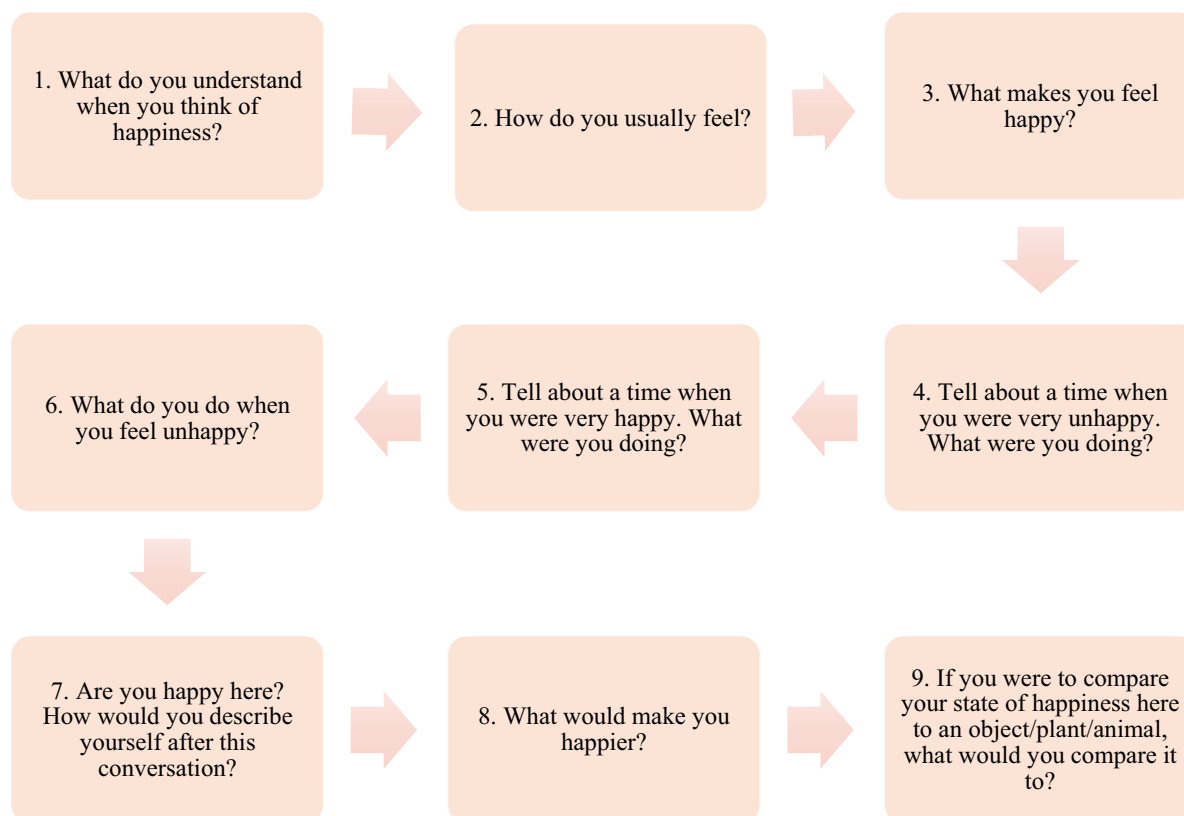 1. What do you understand
when you think of
happiness?
2. How do you usually feel?
3. What makes you feel
happy?
4. Tell about a time when
you were very unhappy.
What were you doing?
5. Tell about a time when
you were very happy. What
were you doing?
6. What do you do when
you feel unhappy?
7. Are you happy here?
How would you describe
yourself after this
conversation?
8. What would make you
happier?
9. If you were to compare
your state of happiness here
to an object/plant/animal,
what would you compare it
to?